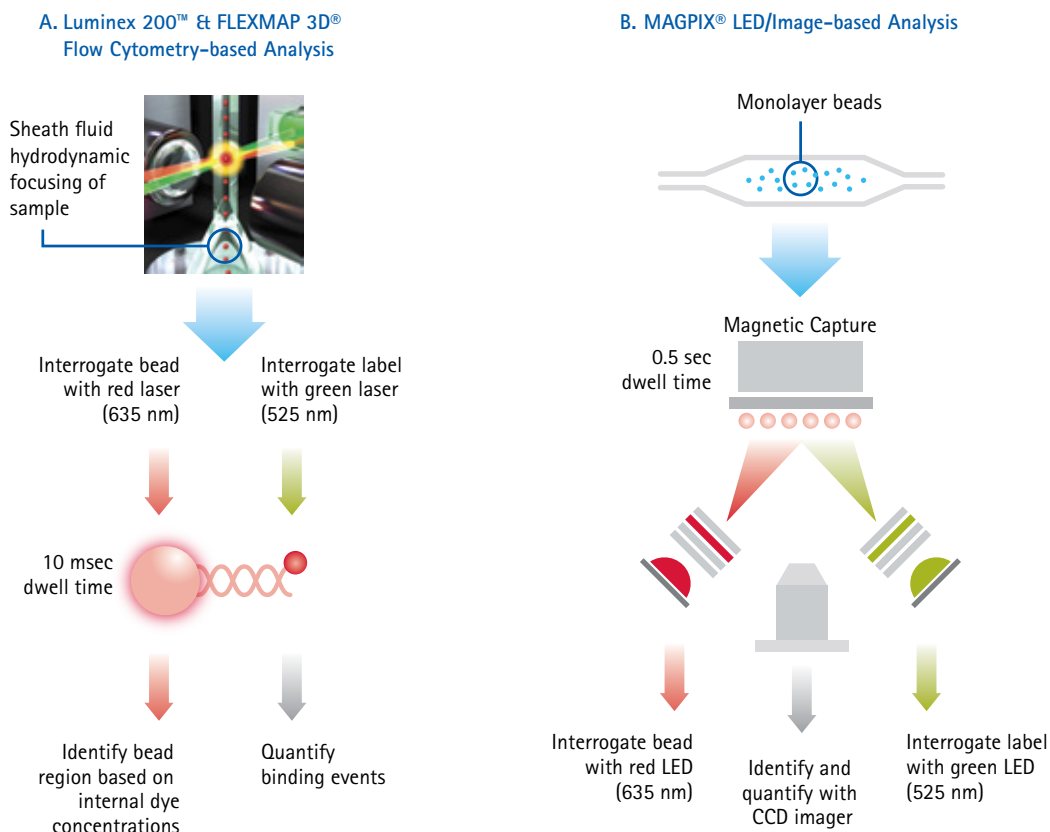 A. Luminex 200™ & FLEXMAP 3D®
Flow Cytometry-based Analysis
Sheath fluid
hydrodynamic
focusing of
sample
Interrogate bead
with red laser
(635 nm)
Interrogate label
with green laser
(525 nm)
10 msec
dwell time
Identify bead
region based on
internal dye
concentrations
Quantify
binding events
B. MAGPIX® LED/Image-based Analysis
Monolayer beads
Magnetic Capture
0.5 sec
dwell time
Interrogate bead
with red LED
(635 nm)
Identify and
quantify with
CCD imager
Interrogate label
with green LED
(525 nm)